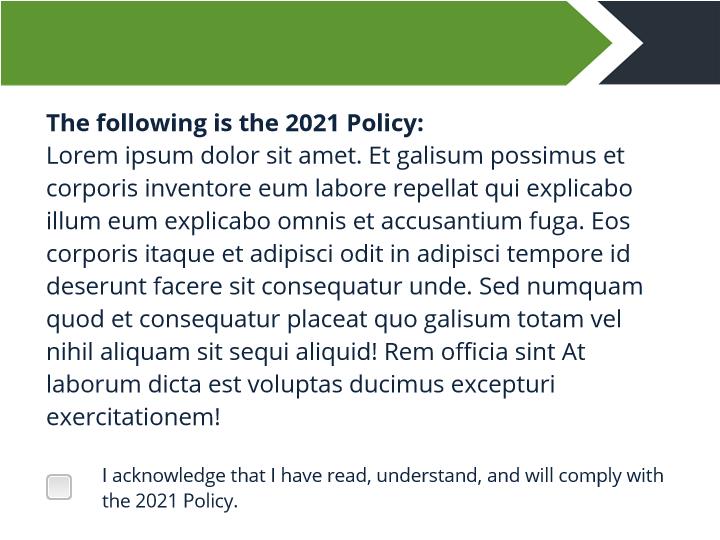 The following is the 2021 Policy:
Lorem ipsum dolor sit amet. Et galisum possimus et
corporis inventore eum labore repellat qui explicabo
illum eum explicabo omnis et accusantium fuga. Eos
corporis itaque et adipisci odit in adipisci tempore id
deserunt facere sit consequatur unde. Sed numquam
quod et consequatur placeat quo galisum totam vel
nihil aliquam sit sequi aliquid! Rem officia sint At
laborum dicta est voluptas ducimus excepturi
exercitationem!
I acknowledge that I have read, understand, and will comply with
the 2021 Policy.